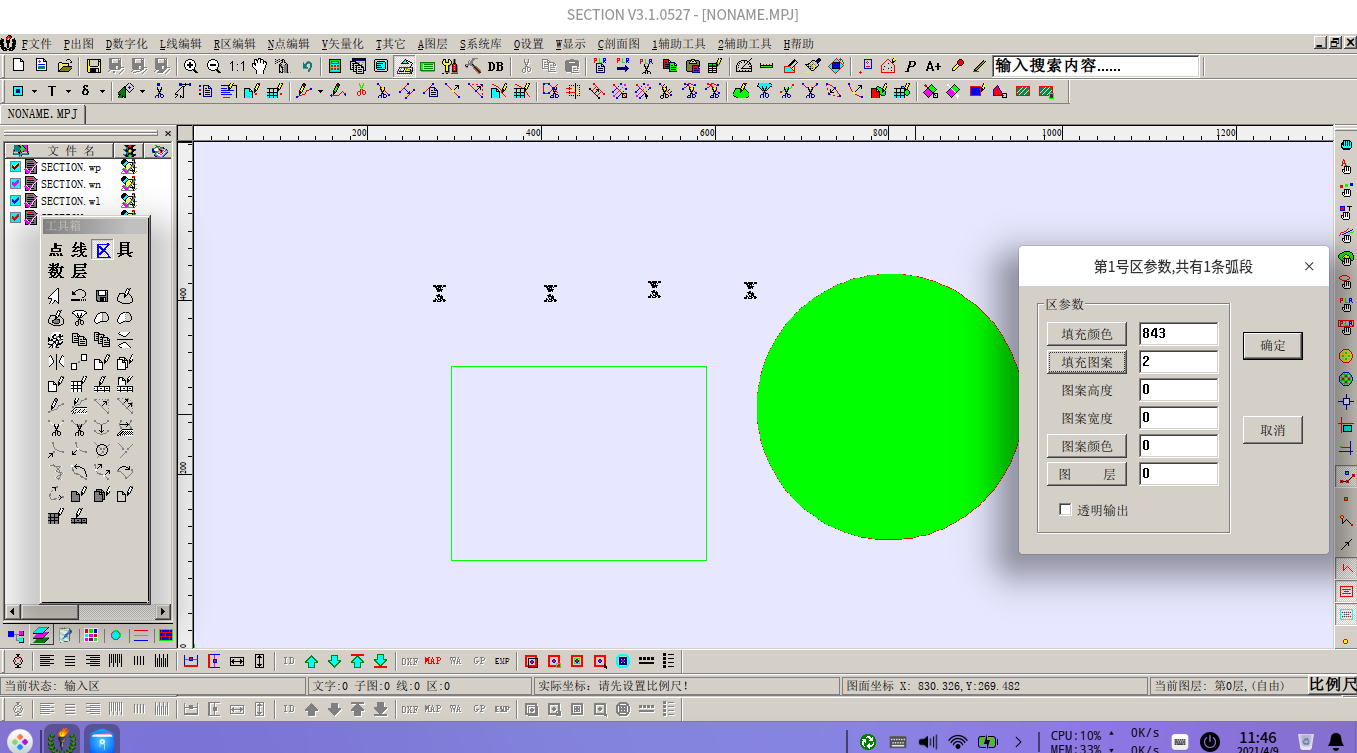 SECTION V3.1.0527 - [NONAME.MPJ]
F文件 P出图 D数字化 L线编辑 R区编辑 N点编辑 V矢量化 T其它 A图层 S系统库 O设置 W显示 C剖面图 1辅助工具 2辅助工具 H帮助
1:1 DB P A+ 输入搜索内容......
T δ
NONAME.MPJ
200 400 600 800 1000 1200
文 件 名
SECTION.wp
SECTION.wn
SECTION.wl
工具箱
点 线 区 具
数 层
400
200
0
第1号区参数,共有1条弧段
区参数
填充颜色 843
确定
填充图案 2
图案高度 0
图案宽度 0
取消
图案颜色 0
图 层 0
透明输出
ID DXF MAP WA GP EXP
当前状态: 输入区 文字:0 子图:0 线:0 区:0 实际坐标: 请先设置比例尺! 图面坐标 X: 830.326,Y:269.482 当前图层: 第0层,(自由) 比例尺
ID DXF MAP WA GP EXP
CPU:10% 0K/s 11:46
MEM:33% 0K/s 2021/4/9